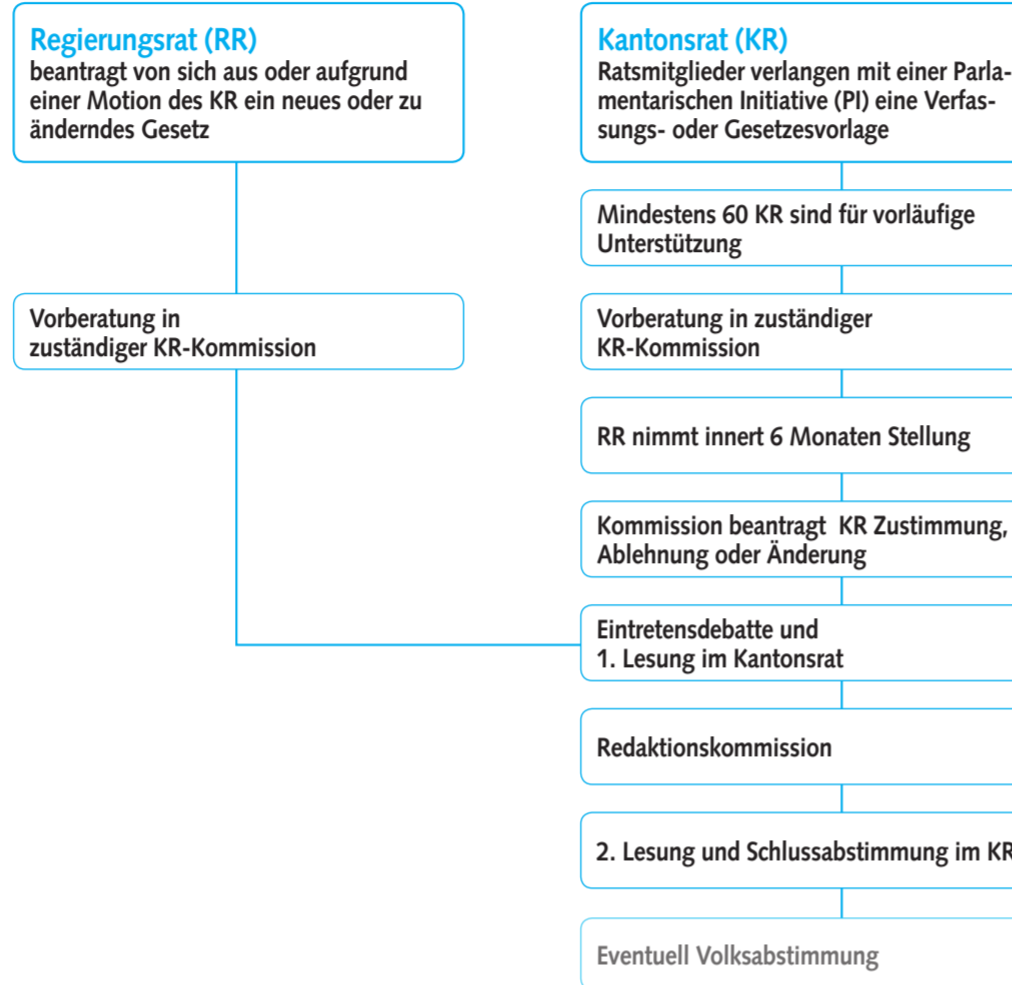 Regierungsrat (RR)
beantragt von sich aus oder aufgrund
einer Motion des KR ein neues oder zu
änderndes Gesetz
Vorberatung in
zuständiger KR-Kommission
Kantonsrat (KR)
Ratsmitglieder verlangen mit einer Parla-
mentarischen Initiative (PI) eine Verfas-
sungs- oder Gesetzesvorlage
Mindestens 60 KR sind für vorläufige
Unterstützung
Vorberatung in zuständiger
KR-Kommission
RR nimmt innert 6 Monaten Stellung
Kommission beantragt KR Zustimmung,
Ablehnung oder Änderung
Eintretensdebatte und
1. Lesung im Kantonsrat
Redaktionskommission
2. Lesung und Schlussabstimmung im KR
Eventuell Volksabstimmung